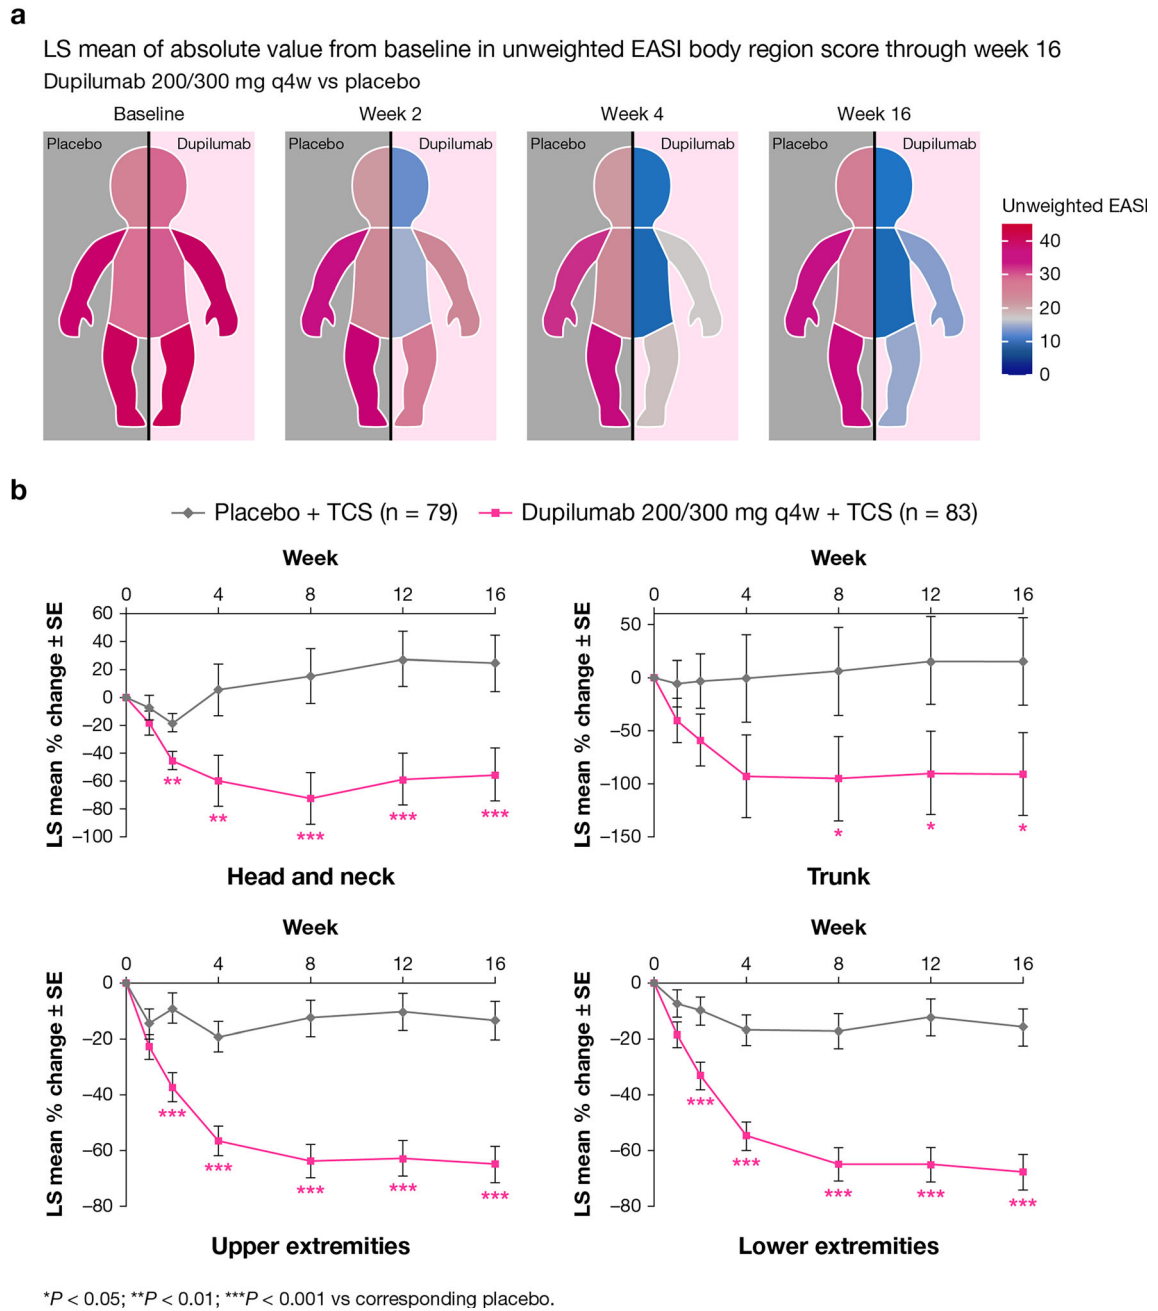 a
LS mean of absolute value from baseline in unweighted EASI body region score through week 16
Dupilumab 200/300 mg q4w vs placebo
Baseline
Week 2
Week 4
Week 16
Placebo
Dupilumab
Placebo
Dupilumab
Placebo
Dupilumab
Placebo
Dupilumab
Unweighted EASI
40
30
20
10
0
b
Placebo + TCS (n = 79)
Dupilumab 200/300 mg q4w + TCS (n = 83)
Week
0 4 8 12 16
LS mean % change ± SE
60
40
20
0
−20
−40
−60
−80
−100
** ** *** *** ***
Head and neck
Week
0 4 8 12 16
LS mean % change ± SE
50
0
−50
−100
−150
* * *
Trunk
Week
0 4 8 12 16
LS mean % change ± SE
0
−20
−40
−60
−80
*** *** *** *** ***
Upper extremities
Week
0 4 8 12 16
LS mean % change ± SE
0
−20
−40
−60
−80
*** *** *** *** ***
Lower extremities
*P < 0.05; **P < 0.01; ***P < 0.001 vs corresponding placebo.